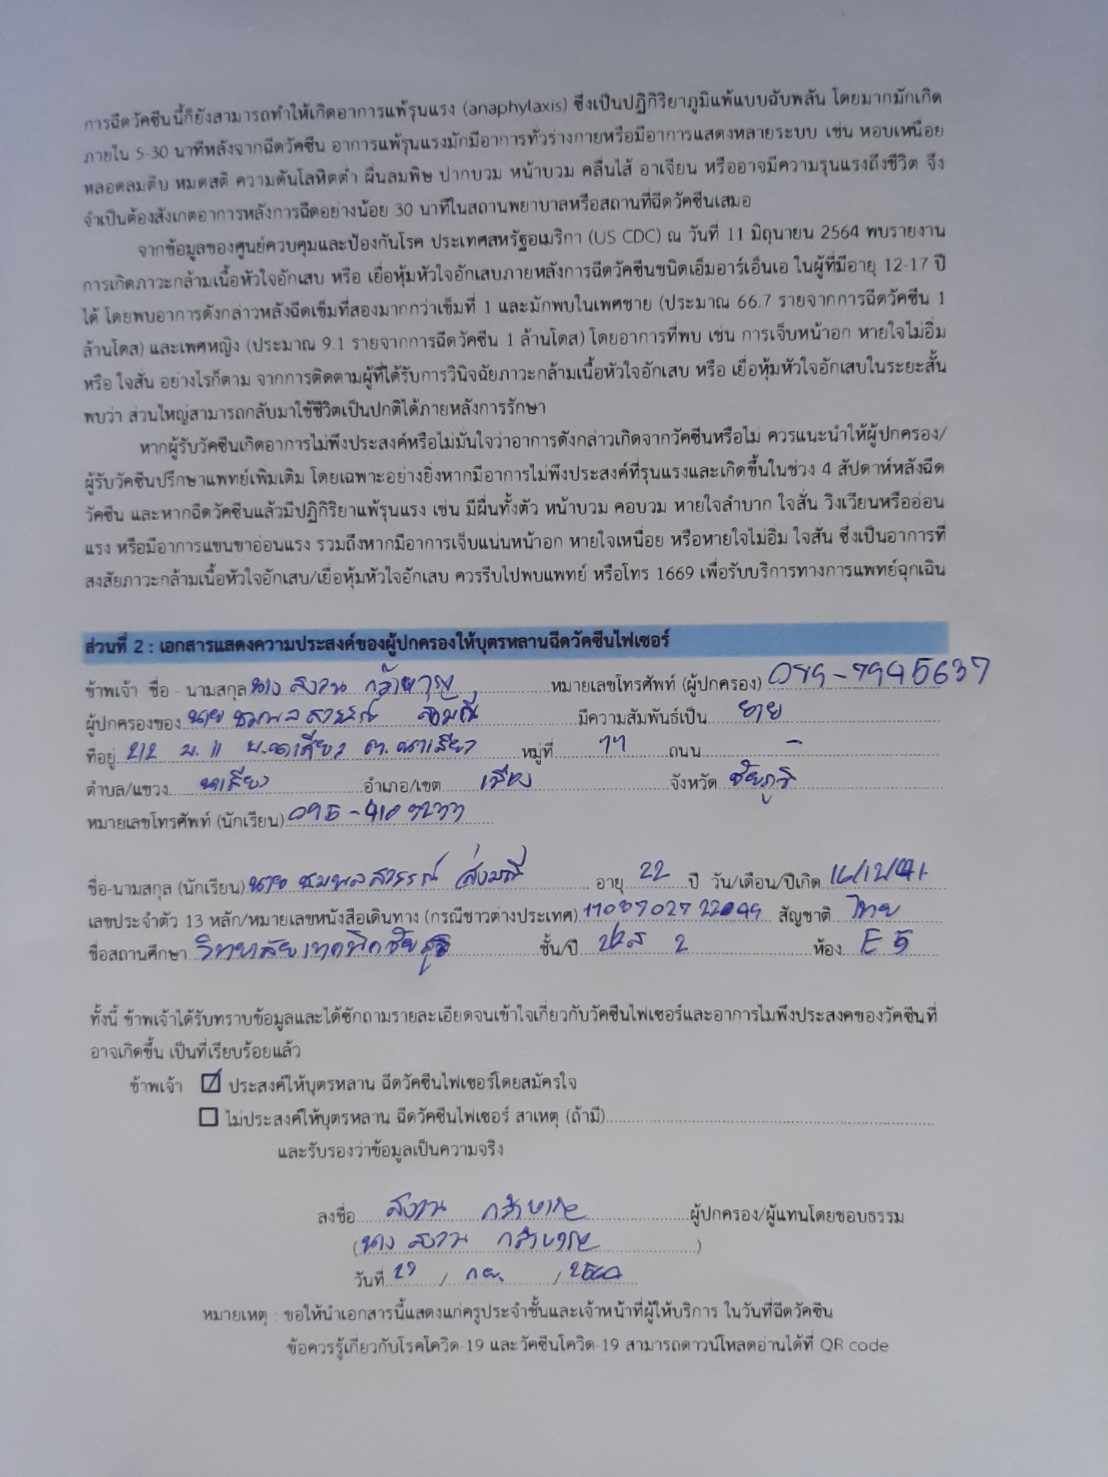 การฉีดวัคซีนนี้ก็ยังสามารถทำให้เกิดอาการแพ้รุนแรง (anaphylaxis) ซึ่งเป็นปฏิกิริยาภูมิแพ้แบบฉับพลัน โดยมากมักเกิด
ภายใน 5-30 นาทีหลังจากฉีดวัคซีน อาการแพ้รุนแรงมักมีอาการทั่วร่างกายหรือมีอาการแสดงหลายระบบ เช่น หอบเหนื่อย
หลอดลมตีบ หมดสติ ความดันโลหิตต่ำ ผื่นลมพิษ ปากบวม หน้าบวม คลื่นไส้ อาเจียน หรืออาจมีความรุนแรงถึงชีวิต จึง
จำเป็นต้องสังเกตอาการหลังการฉีดอย่างน้อย 30 นาทีในสถานพยาบาลหรือสถานที่ฉีดวัคซีนเสมอ
จากข้อมูลของศูนย์ควบคุมและป้องกันโรค ประเทศสหรัฐอเมริกา (US CDC) ณ วันที่ 11 มิถุนายน 2564 พบรายงาน
การเกิดภาวะกล้ามเนื้อหัวใจอักเสบ หรือ เยื่อหุ้มหัวใจอักเสบภายหลังการฉีดวัคซีนชนิดเอ็มอาร์เอ็นเอ ในผู้ที่มีอายุ 12-17 ปี
ได้ โดยพบอาการดังกล่าวหลังฉีดเข็มที่สองมากกว่าเข็มที่ 1 และมักพบในเพศชาย (ประมาณ 66.7 รายจากการฉีดวัคซีน 1
ล้านโดส) และเพศหญิง (ประมาณ 9.1 รายจากการฉีดวัคซีน 1 ล้านโดส) โดยอาการที่พบ เช่น การเจ็บหน้าอก หายใจไม่อิ่ม
หรือ ใจสั่น อย่างไรก็ตาม จากการติดตามผู้ที่ได้รับการวินิจฉัยภาวะกล้ามเนื้อหัวใจอักเสบ หรือ เยื่อหุ้มหัวใจอักเสบในระยะสั้น
พบว่า ส่วนใหญ่สามารถกลับมาใช้ชีวิตเป็นปกติได้ภายหลังการรักษา
หากผู้รับวัคซีนเกิดอาการไม่พึงประสงค์หรือไม่มั่นใจว่าอาการดังกล่าวเกิดจากวัคซีนหรือไม่ ควรแนะนำให้ผู้ปกครอง/
ผู้รับวัคซีนปรึกษาแพทย์เพิ่มเติม โดยเฉพาะอย่างยิ่งหากมีอาการไม่พึงประสงค์ที่รุนแรงและเกิดขึ้นในช่วง 4 สัปดาห์หลังฉีด
วัคซีน และหากฉีดวัคซีนแล้วมีปฏิกิริยาแพ้รุนแรง เช่น มีผื่นทั้งตัว หน้าบวม คอบวม หายใจลำบาก ใจสั่น วิงเวียนหรืออ่อน
แรง หรือมีอาการแขนขาอ่อนแรง รวมถึงหากมีอาการเจ็บแน่นหน้าอก หายใจเหนื่อย หรือหายใจไม่อิ่ม ใจสั่น ซึ่งเป็นอาการที่
สงสัยภาวะกล้ามเนื้อหัวใจอักเสบ/เยื่อหุ้มหัวใจอักเสบ ควรรีบไปพบแพทย์ หรือโทร 1669 เพื่อรับบริการทางการแพทย์ฉุกเฉิน
ส่วนที่ 2 : เอกสารแสดงความประสงค์ของผู้ปกครองให้บุตรหลานฉีดวัคซีนไฟเซอร์
ข้าพเจ้า ชื่อ - นามสกุล นาง สงวน หมายเลขโทรศัพท์ (ผู้ปกครอง)
ผู้ปกครองของ นาย ชมพลสวรรณ์ มีความสัมพันธ์เป็น ยาย
ที่อยู่ 212 ม.11 หมู่ที่ 11 ถนน -
ตำบล/แขวง นาเสียว อำเภอ/เขต เมือง จังหวัด ชัยภูมิ
หมายเลขโทรศัพท์ (นักเรียน)
ชื่อ-นามสกุล (นักเรียน) นาย ชมพลสวรรณ์ อายุ 22 ปี วัน/เดือน/ปีเกิด
เลขประจำตัว 13 หลัก/หมายเลขหนังสือเดินทาง (กรณีชาวต่างประเทศ) สัญชาติ ไทย
ชื่อสถานศึกษา วิทยาลัยเทคนิคชัยภูมิ ชั้น/ปี ปวส 2 ห้อง E5
ทั้งนี้ ข้าพเจ้าได้รับทราบข้อมูลและได้ซักถามรายละเอียดจนเข้าใจเกี่ยวกับวัคซีนไฟเซอร์และอาการไม่พึงประสงค์ของวัคซีนที่
อาจเกิดขึ้น เป็นที่เรียบร้อยแล้ว
ข้าพเจ้า ประสงค์ให้บุตรหลาน ฉีดวัคซีนไฟเซอร์โดยสมัครใจ
ไม่ประสงค์ให้บุตรหลาน ฉีดวัคซีนไฟเซอร์ สาเหตุ (ถ้ามี)
และรับรองว่าข้อมูลเป็นความจริง
ลงชื่อ สงวน ผู้ปกครอง/ผู้แทนโดยชอบธรรม
(นาง สงวน )
วันที่ 29 / ก.ย. / 2564
หมายเหตุ : ขอให้นำเอกสารนี้แสดงแก่ครูประจำชั้นและเจ้าหน้าที่ผู้ให้บริการ ในวันที่ฉีดวัคซีน
ข้อควรรู้เกี่ยวกับโรคโควิด-19 และวัคซีนโควิด-19 สามารถดาวน์โหลดอ่านได้ที่ QR code